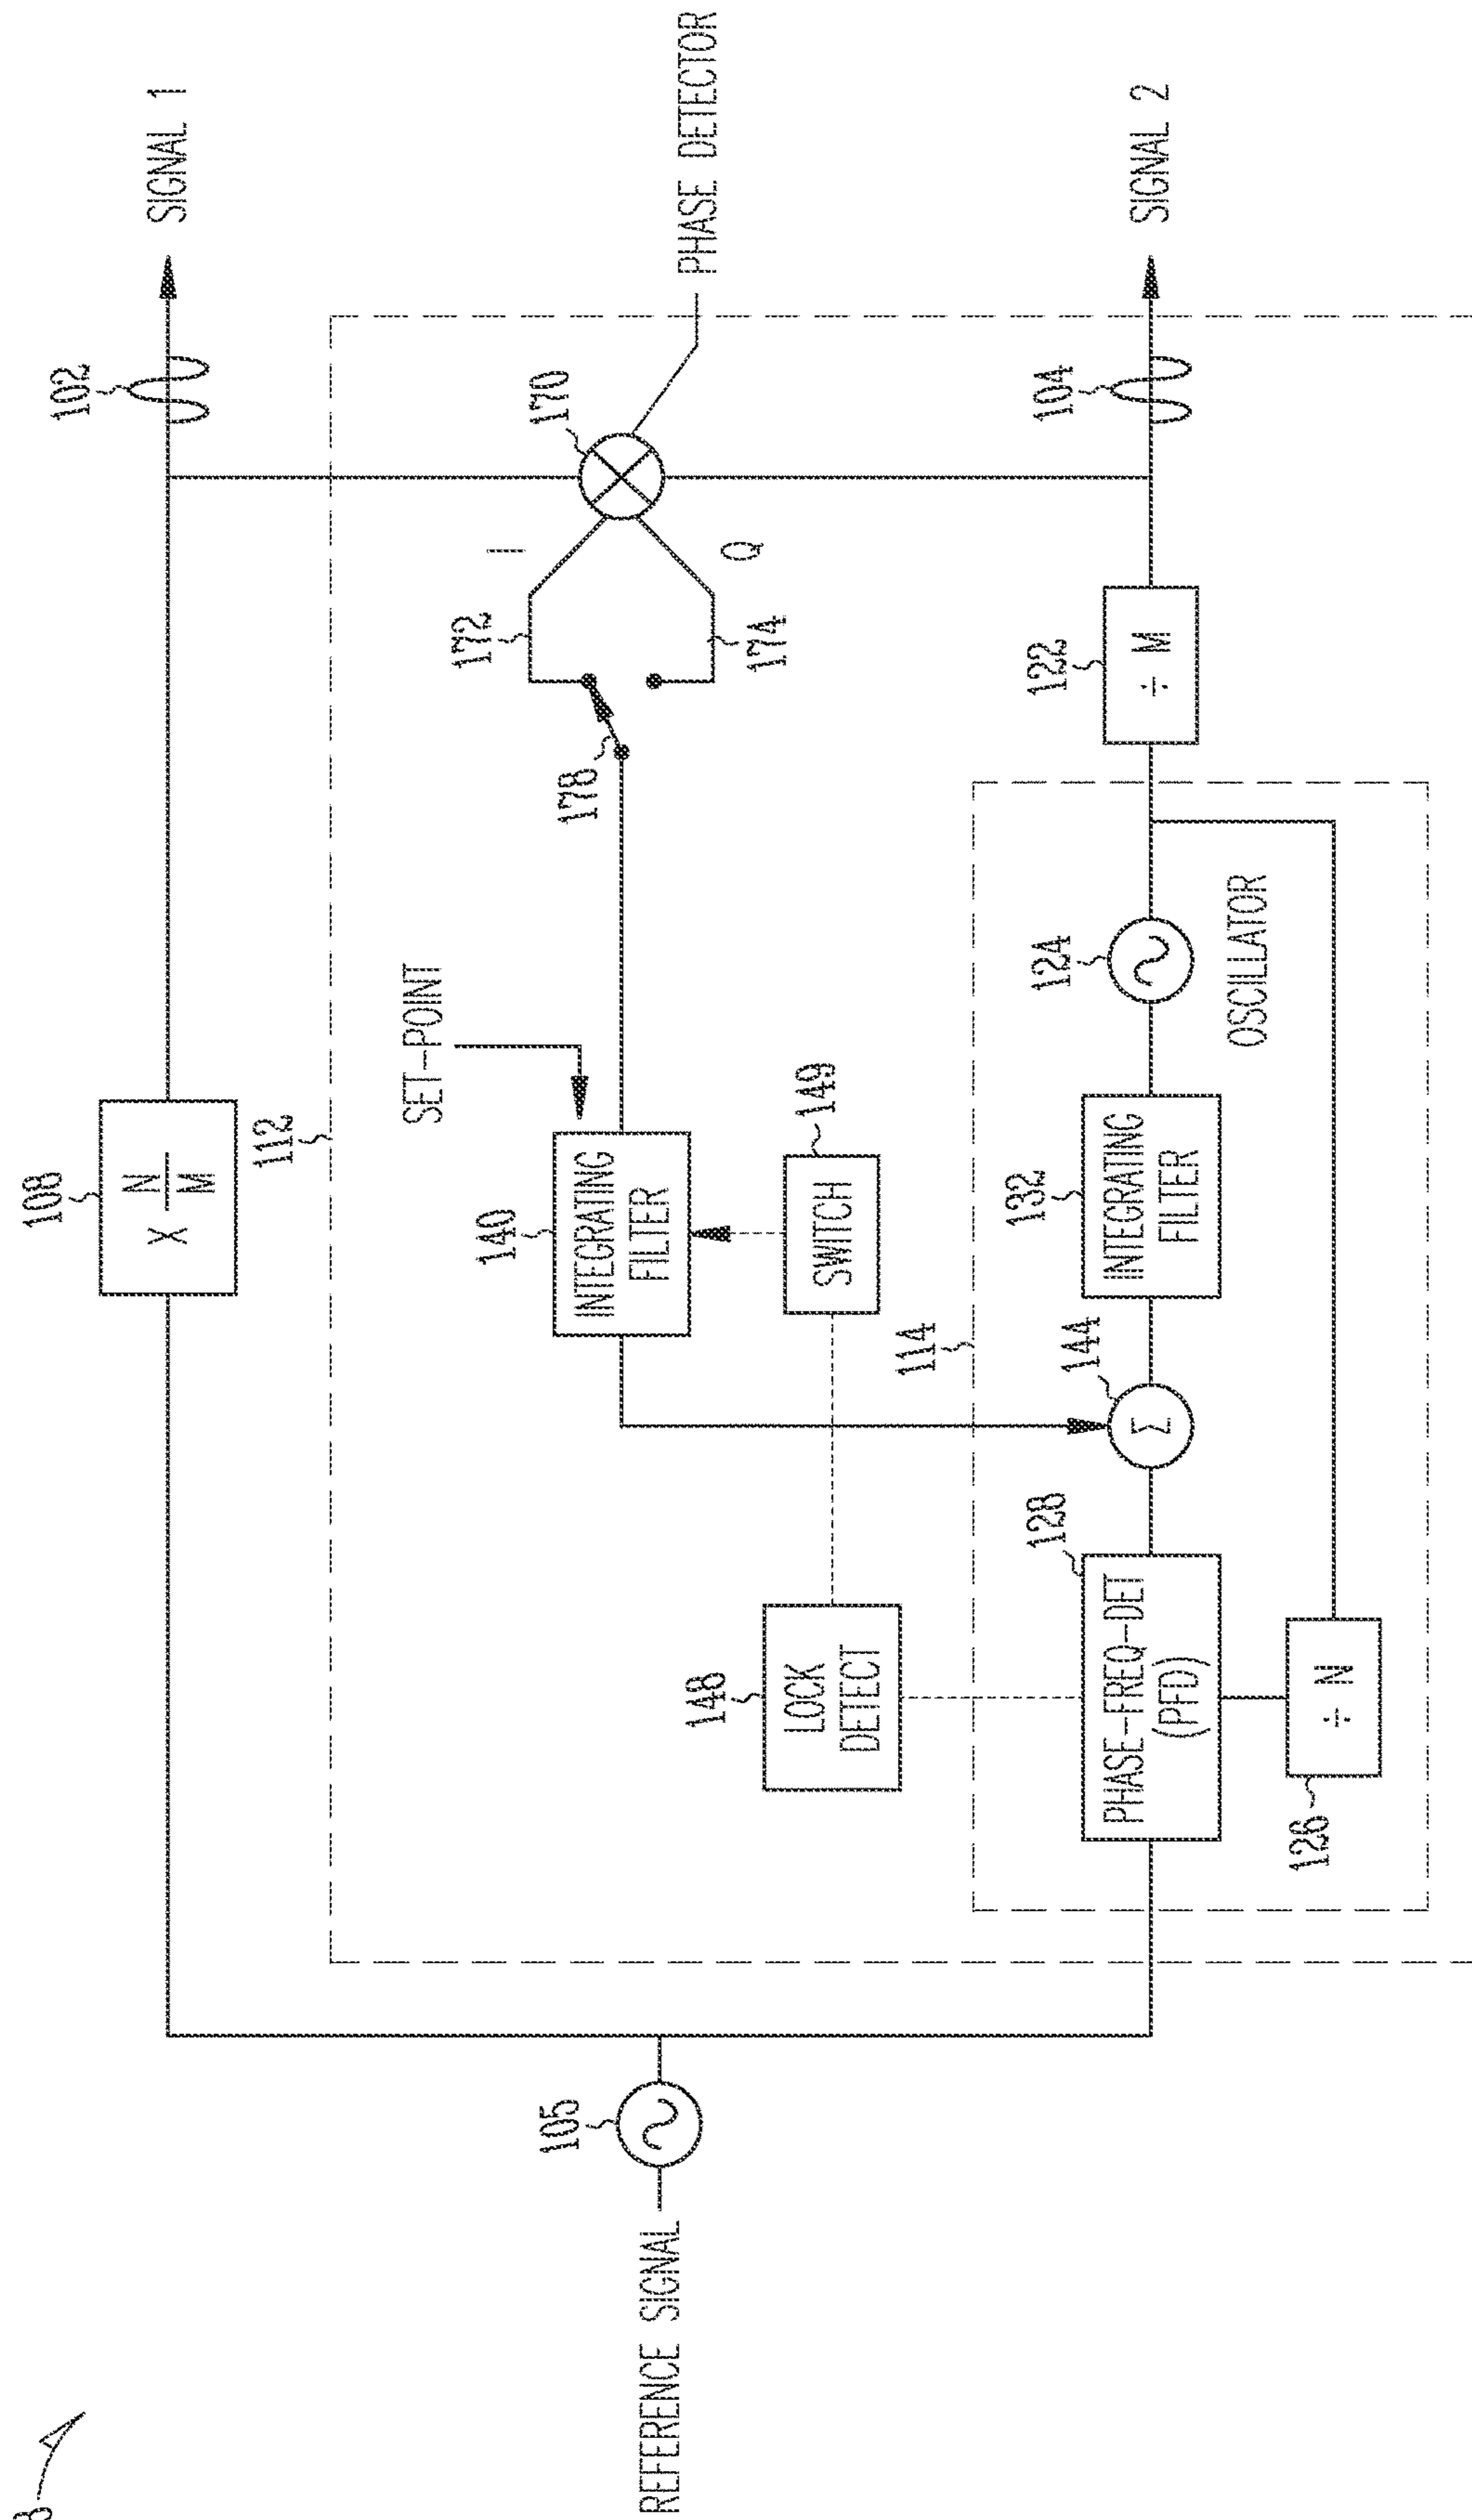 102
SIGNAL 1
108
X N/M
112
SET-POINT
172
I
170
PHASE DETECTOR
140
INTEGRATING
FILTER
178
Q
174
149
SWITCH
148
LOCK
DETECT
105
REFERENCE SIGNAL
114
128
PHASE-FREQ-DET
(PFD)
144
Σ
132
INTEGRATING
FILTER
124
OSCILLATOR
122
÷ M
104
SIGNAL 2
126
÷ N